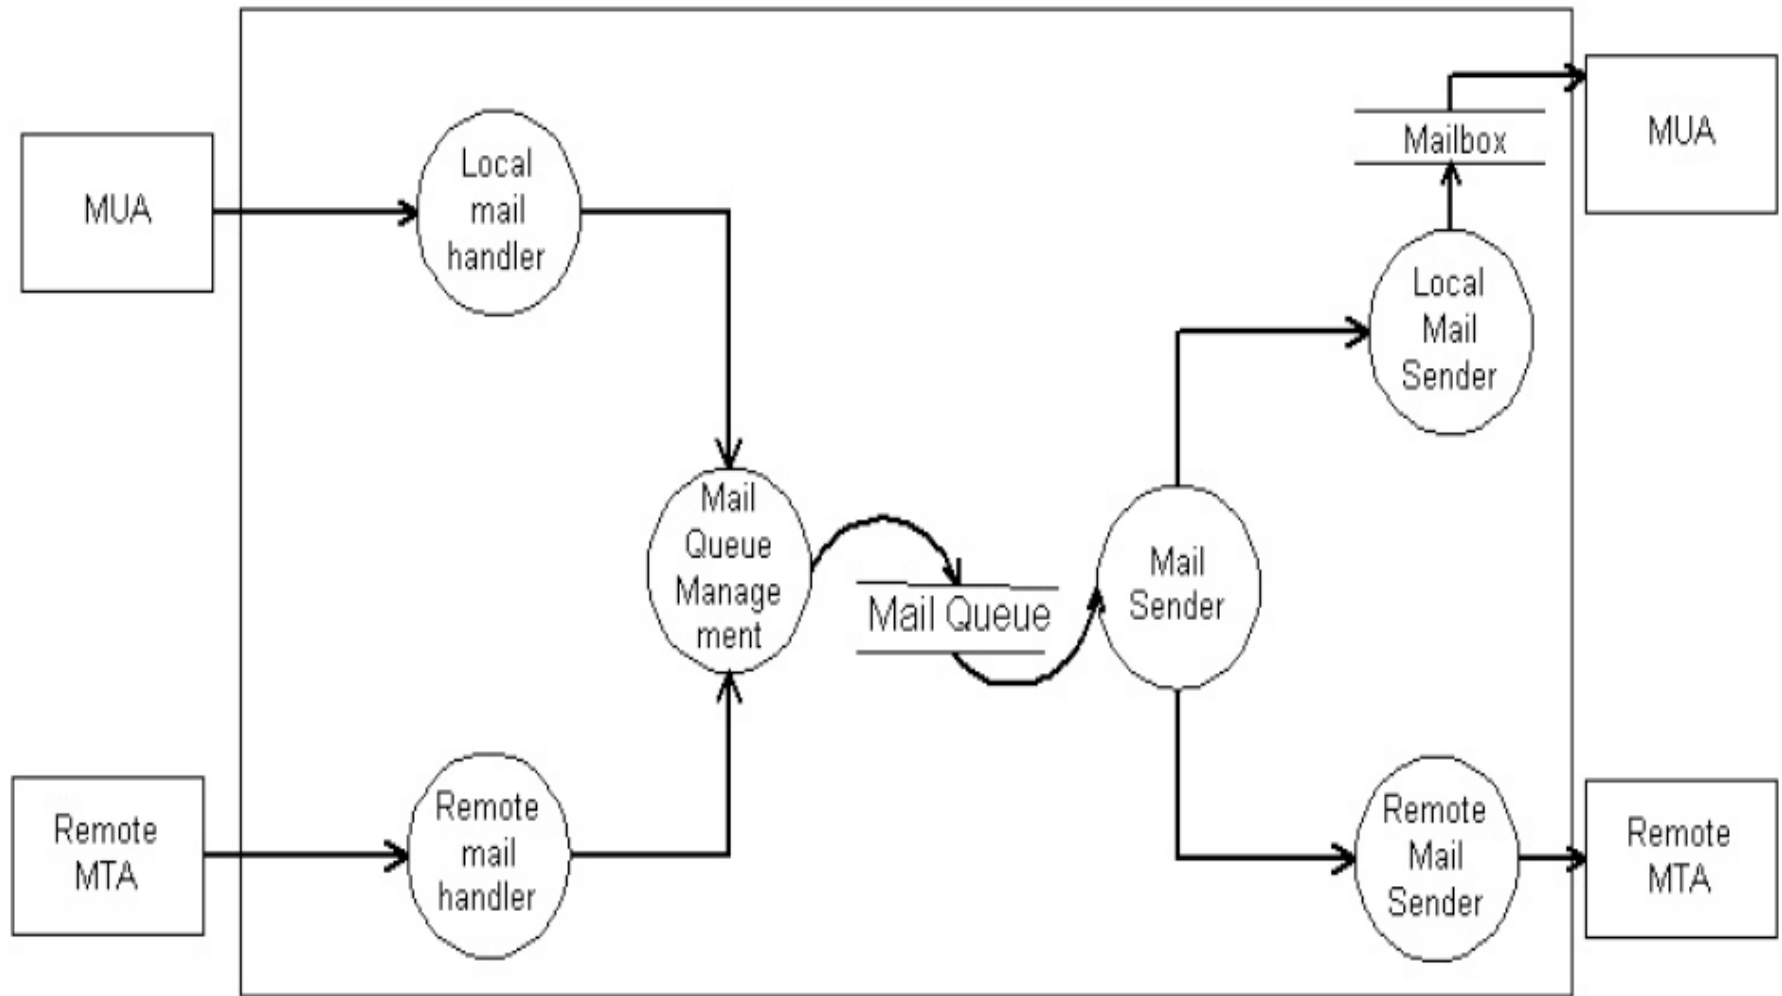 MUA
Local
mail
handler
Mailbox
MUA
Local
Mail
Sender
Mail
Queue
Manage
ment
Mail Queue
Mail
Sender
Remote
MTA
Remote
mail
handler
Remote
Mail
Sender
Remote
MTA